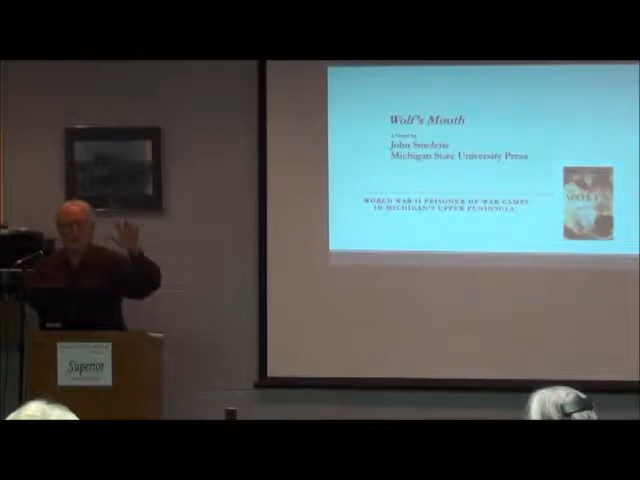 Wolf's Mouth
a novel by
John Smolens
Michigan State University Press
WORLD WAR II PRISONER OF WAR CAMPS
IN MICHIGAN'S UPPER PENINSULA
Superior